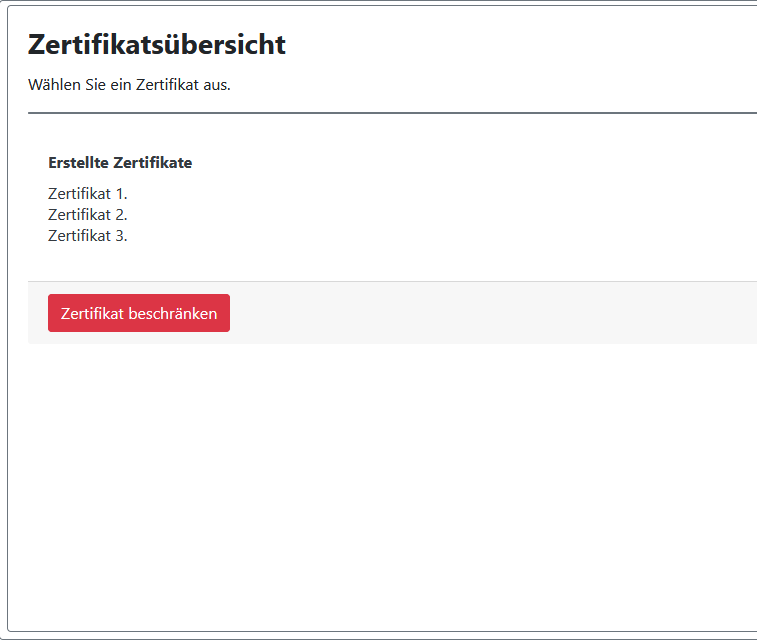 Zertifikatsübersicht
Wählen Sie ein Zertifikat aus.
Erstellte Zertifikate
Zertifikat 1.
Zertifikat 2.
Zertifikat 3.
Zertifikat beschränken